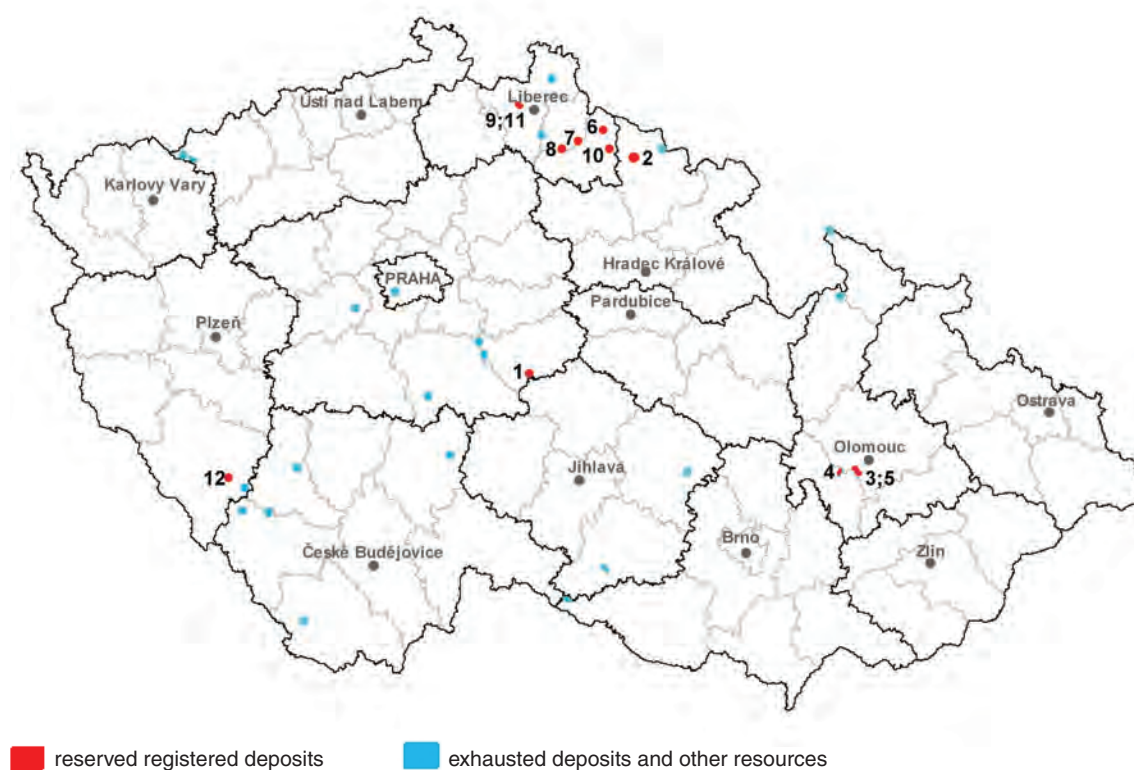 Liberec
Ústí nad Labem
9;11
6
7
8
10
2
Karlovy Vary
Hradec Králové
PRAHA
Pardubice
Plzeň
1
Ostrava
Olomouc
Jihlava
12
4
3;5
Brno
České Budějovice
Zlín
reserved registered deposits
exhausted deposits and other resources